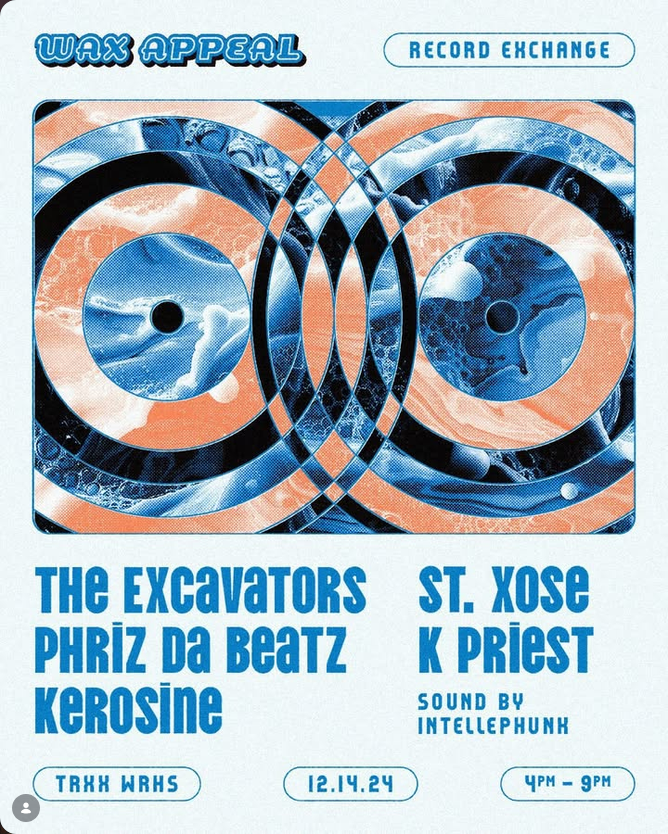 WAX APPEAL
RECORD EXCHANGE
THE EXCAVATORS
PHRIZ DA BEATZ
KEROSINE
ST. XOSE
K PRIEST
SOUND BY
INTELLEPHUNK
TRXX WRHS
12.14.24
4PM – 9PM